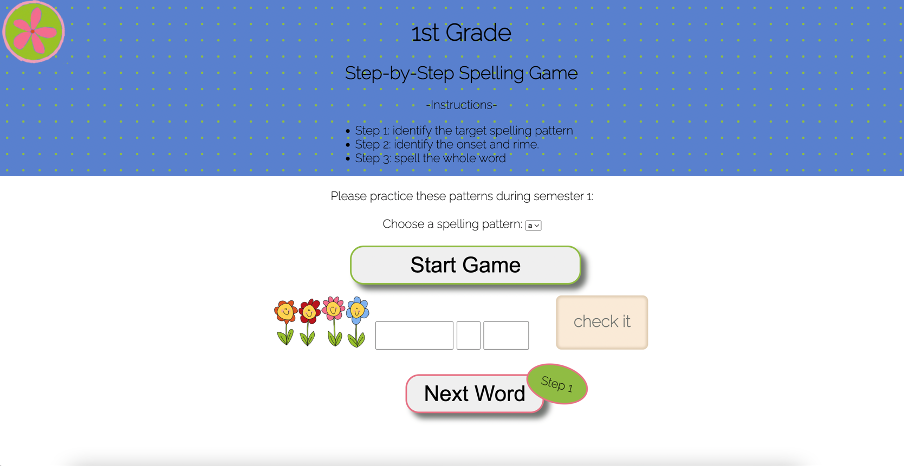 1st Grade
Step-by-Step Spelling Game
-Instructions-
Step 1: identify the target spelling pattern
Step 2: identify the onset and rime
Step 3: spell the whole word
Please practice these patterns during semester 1:
Choose a spelling pattern: a
Start Game
check it
Next Word
Step 1